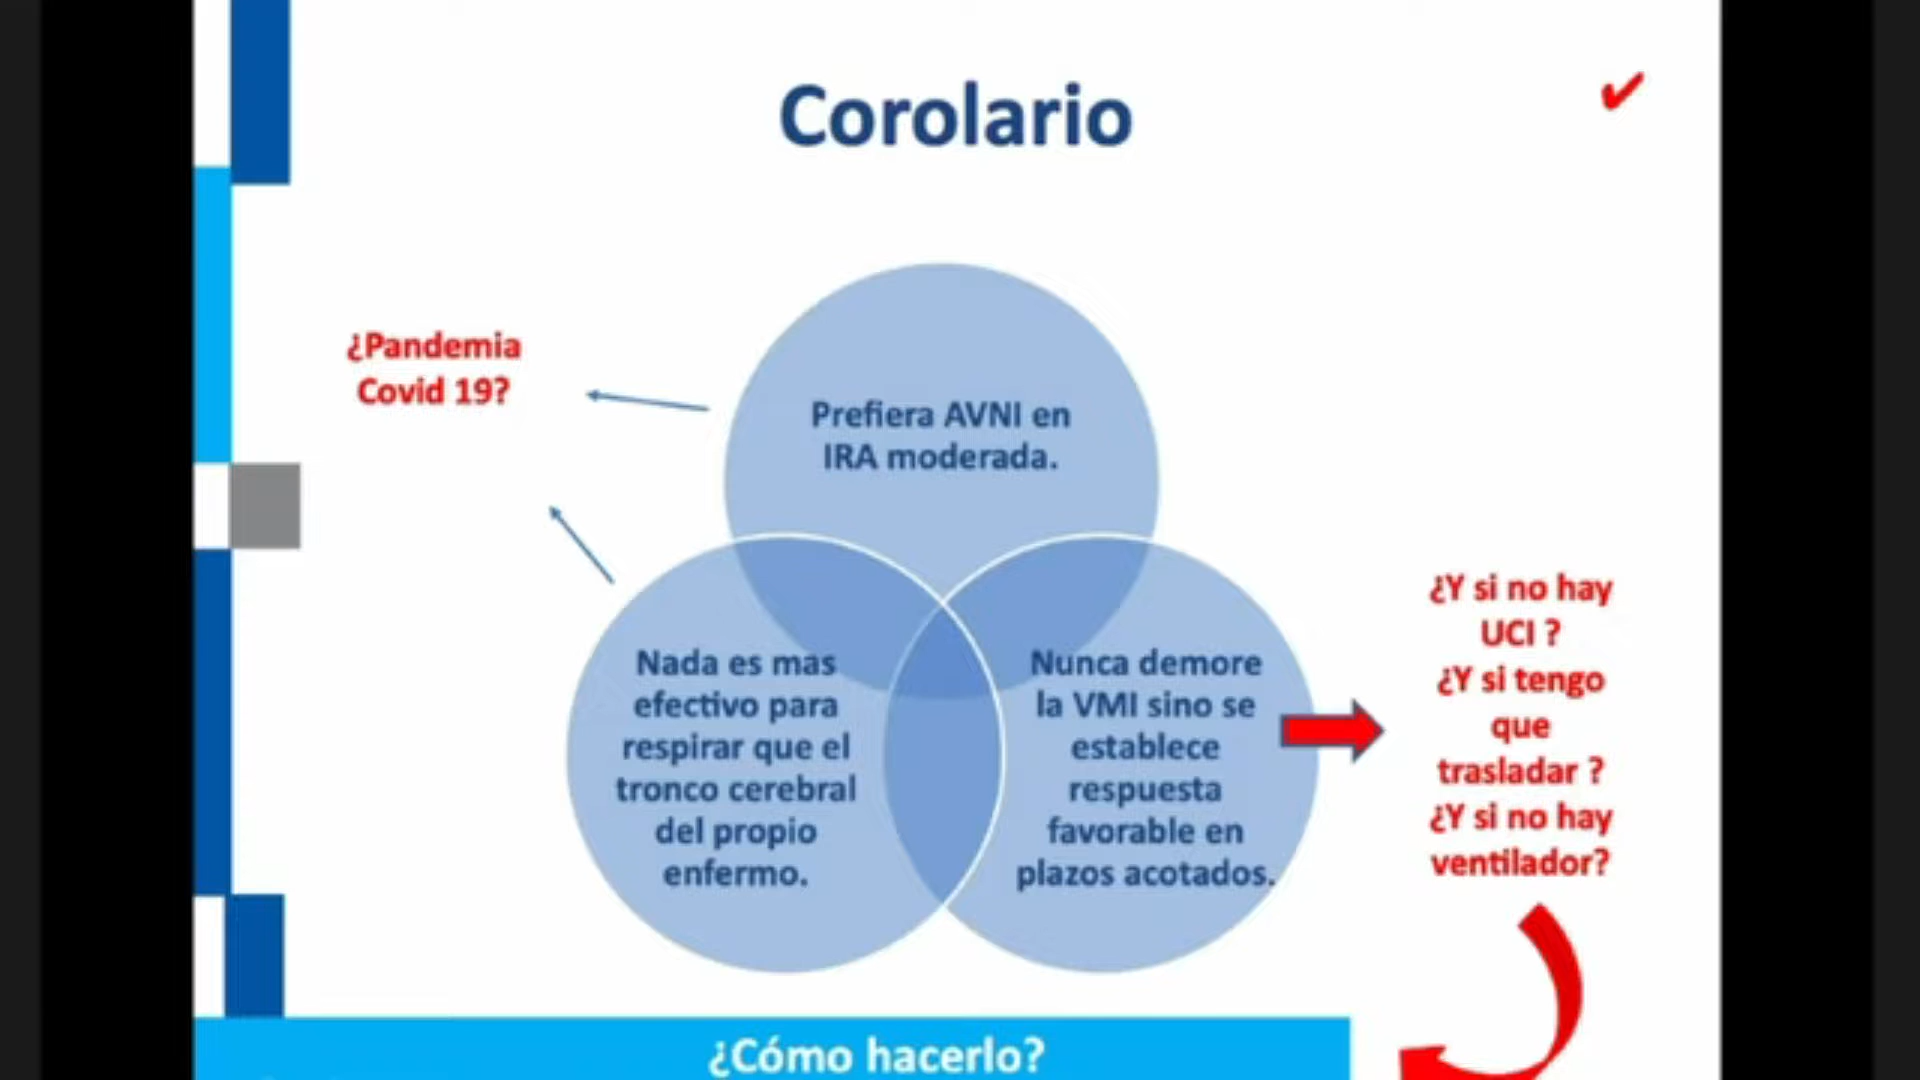 Corolario
¿Pandemia
Covid 19?
Prefiera AVNI en
IRA moderada.
Nada es mas
efectivo para
respirar que el
tronco cerebral
del propio
enfermo.
Nunca demore
la VMI sino se
establece
respuesta
favorable en
plazos acotados.
¿Y si no hay
UCI ?
¿Y si tengo
que
trasladar ?
¿Y si no hay
ventilador?
¿Cómo hacerlo?